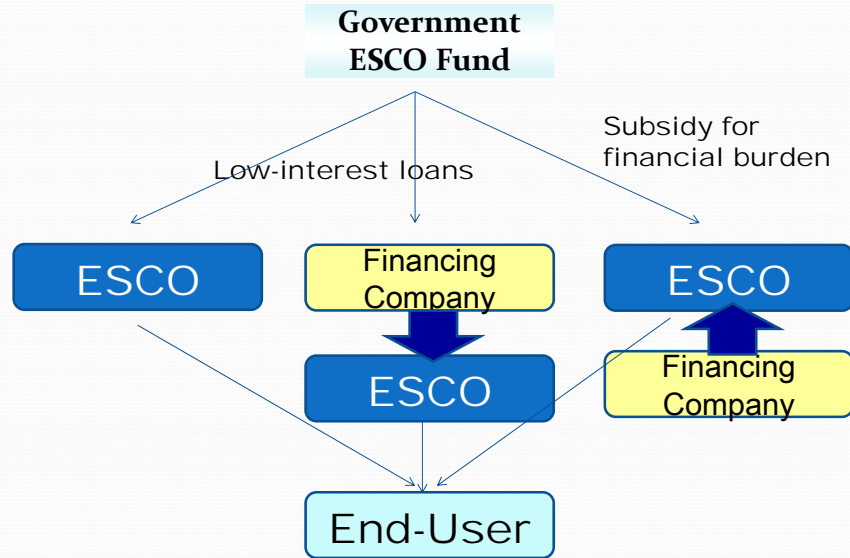 Government
ESCO Fund
Subsidy for
financial burden
Low-interest loans
ESCO
Financing
Company
ESCO
ESCO
Financing
Company
End-User